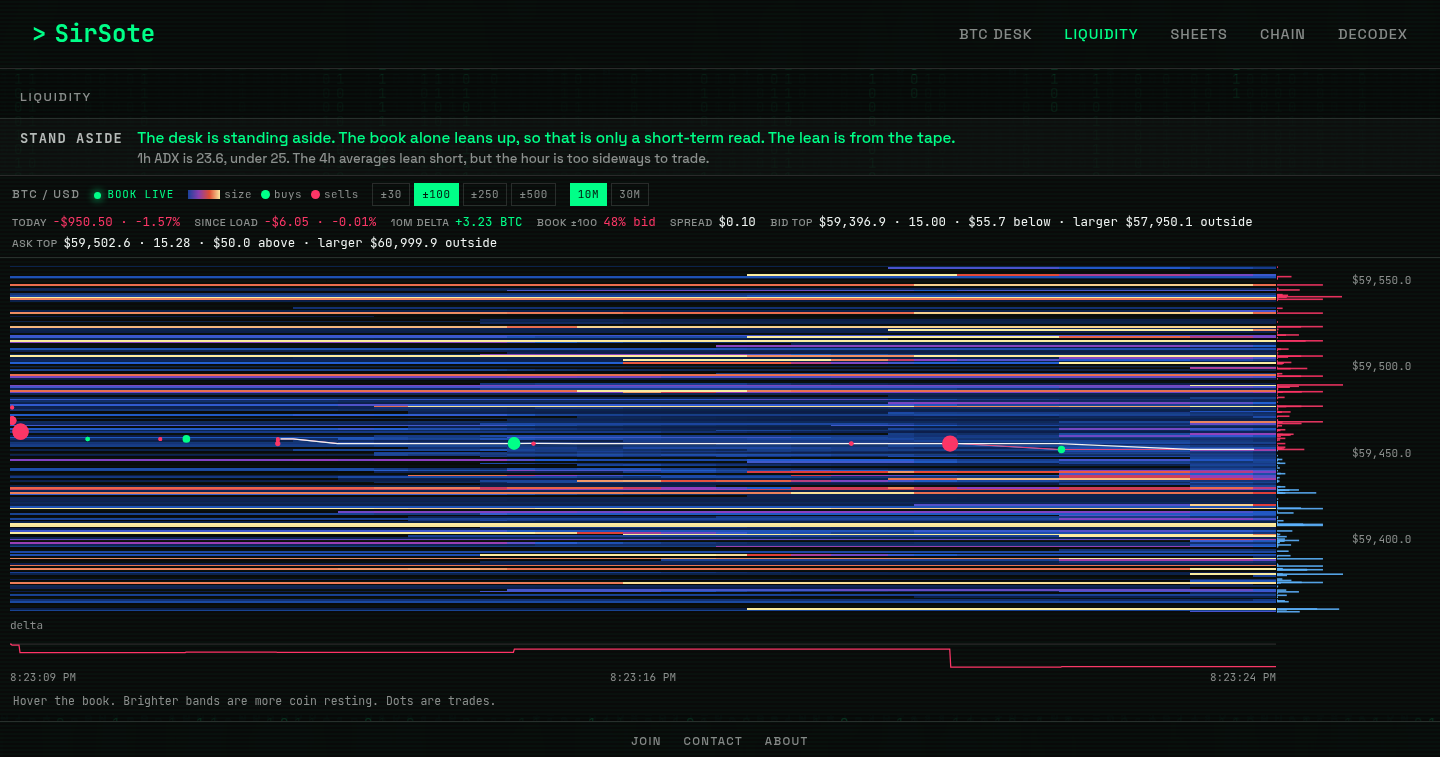 > SirSote
BTC DESK LIQUIDITY SHEETS CHAIN DECODEX
LIQUIDITY
STAND ASIDE The desk is standing aside. The book alone leans up, so that is only a short-term read. The lean is from the tape.
1h ADX is 23.6, under 25. The 4h averages lean short, but the hour is too sideways to trade.
BTC / USD BOOK LIVE size buys sells ±30 ±100 ±250 ±500 10M 30M
TODAY -$950.50 · -1.57% SINCE LOAD -$6.05 · -0.01% 10M DELTA +3.23 BTC BOOK ±100 48% bid SPREAD $0.10 BID TOP $59,396.9 · 15.00 · $55.7 below · larger $57,950.1 outside
ASK TOP $59,502.6 · 15.28 · $50.0 above · larger $60,999.9 outside
$59,550.0
$59,500.0
$59,450.0
$59,400.0
delta
8:23:09 PM 8:23:16 PM 8:23:24 PM
Hover the book. Brighter bands are more coin resting. Dots are trades.
JOIN CONTACT ABOUT